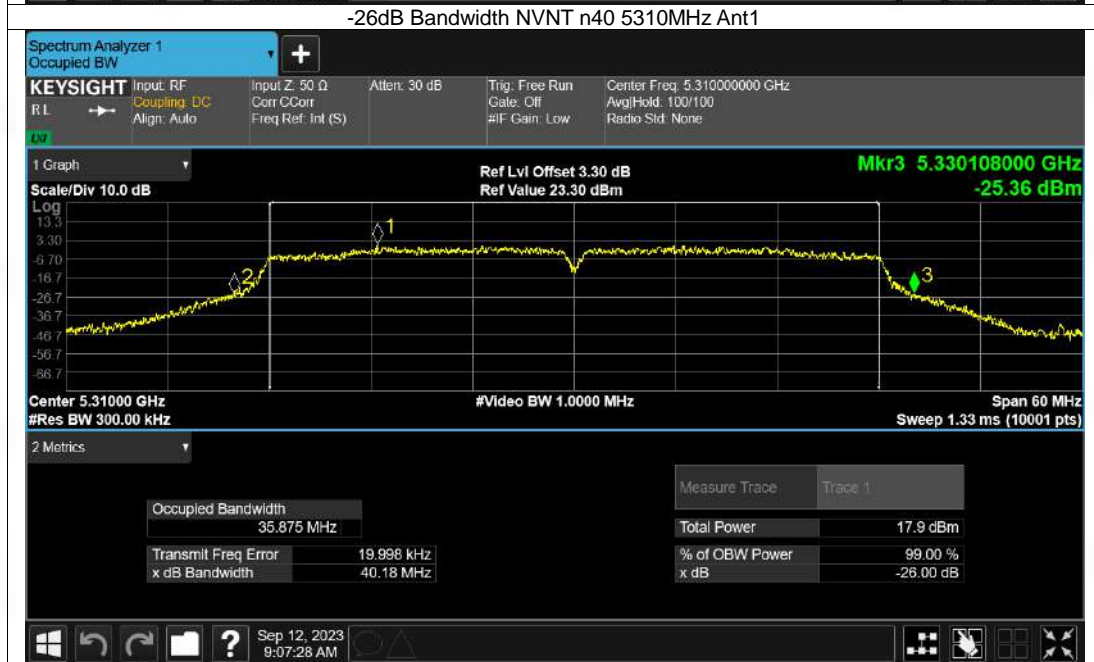 -26dB Bandwidth NVNT n40 5310MHz Ant1
Spectrum Analyzer 1
Occupied BW
+
KEYSIGHT
R L
LXI
Input: RF
Coupling: DC
Align: Auto
Input Z: 50 Ω
Corr CCorr
Freq Ref: Int (S)
Atten: 30 dB
Trig: Free Run
Gate: Off
#IF Gain: Low
Center Freq: 5.310000000 GHz
Avg|Hold: 100/100
Radio Std: None
1 Graph
Scale/Div 10.0 dB
Ref Lvl Offset 3.30 dB
Ref Value 23.30 dBm
Mkr3 5.330108000 GHz
-25.36 dBm
Log
13.3
3.30
-6.70
-16.7
-26.7
-36.7
-46.7
-56.7
-66.7
1
2
3
Center 5.31000 GHz
#Res BW 300.00 kHz
#Video BW 1.0000 MHz
Span 60 MHz
Sweep 1.33 ms (10001 pts)
2 Metrics
Occupied Bandwidth
35.875 MHz
Transmit Freq Error 19.998 kHz
x dB Bandwidth 40.18 MHz
Measure Trace Trace 1
Total Power 17.9 dBm
% of OBW Power 99.00 %
x dB -26.00 dB
?
Sep 12, 2023
9:07:28 AM